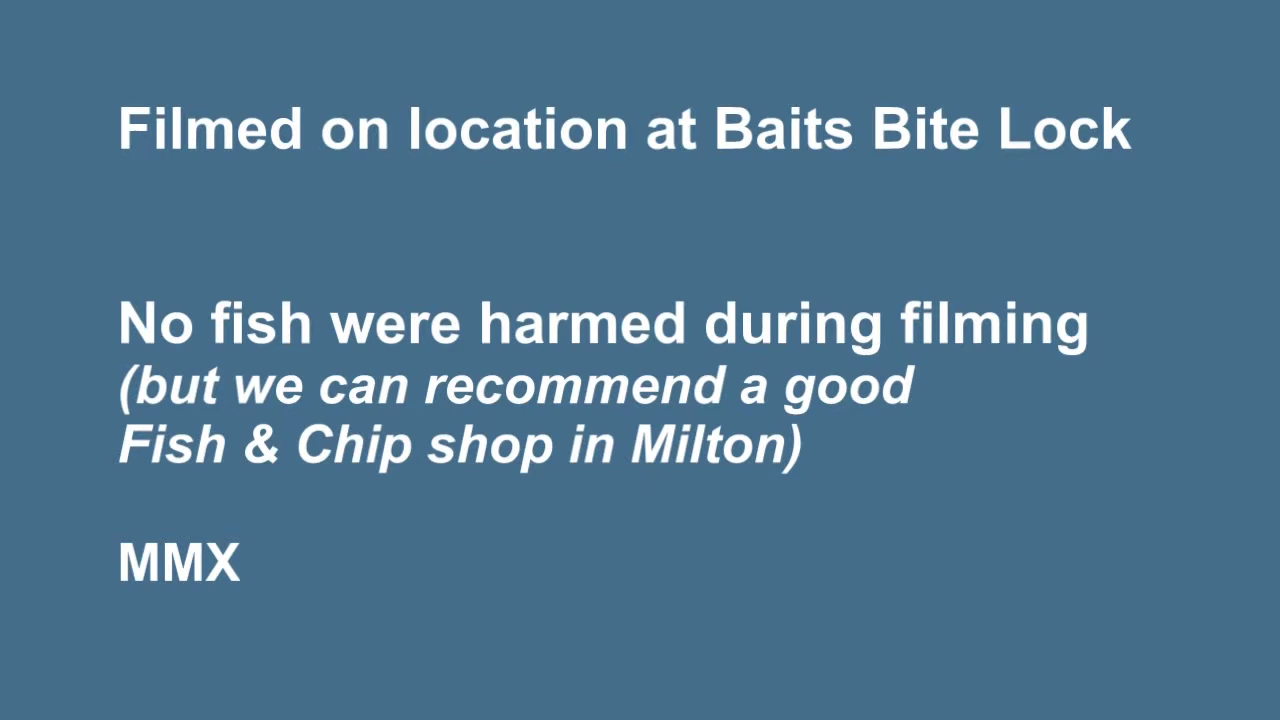 Filmed on location at Baits Bite Lock
No fish were harmed during filming
(but we can recommend a good
Fish & Chip shop in Milton)
MMX